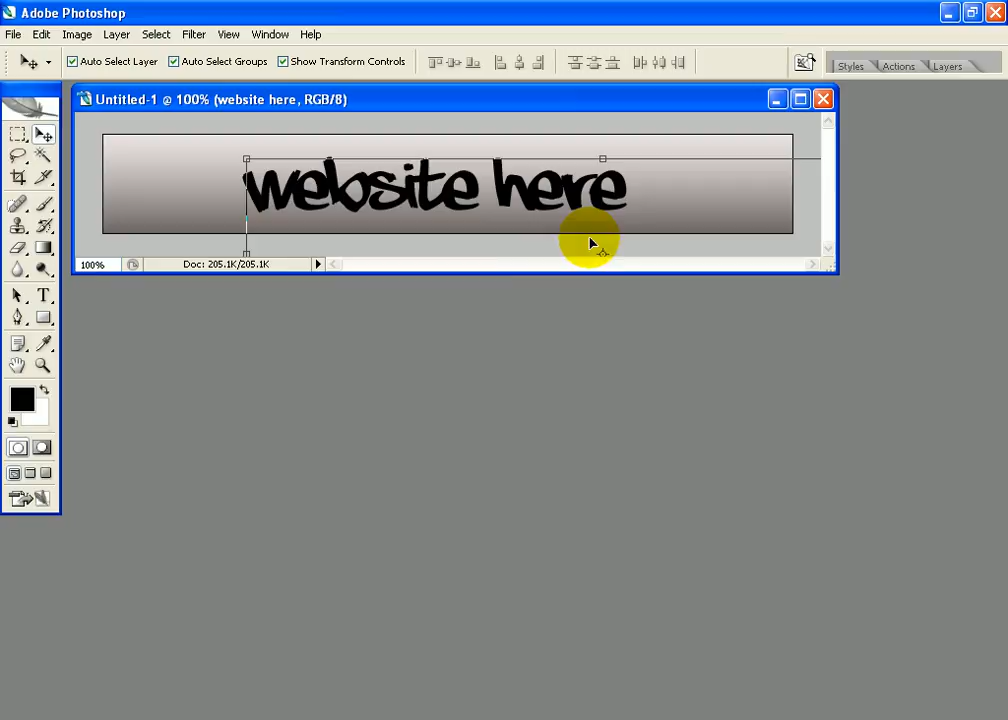 Adobe Photoshop
File Edit Image Layer Select Filter View Window Help
Auto Select Layer Auto Select Groups Show Transform Controls Styles Actions Layers
Untitled-1 @ 100% (website here, RGB/8)
website here
100% Doc: 205.1K/205.1K
T